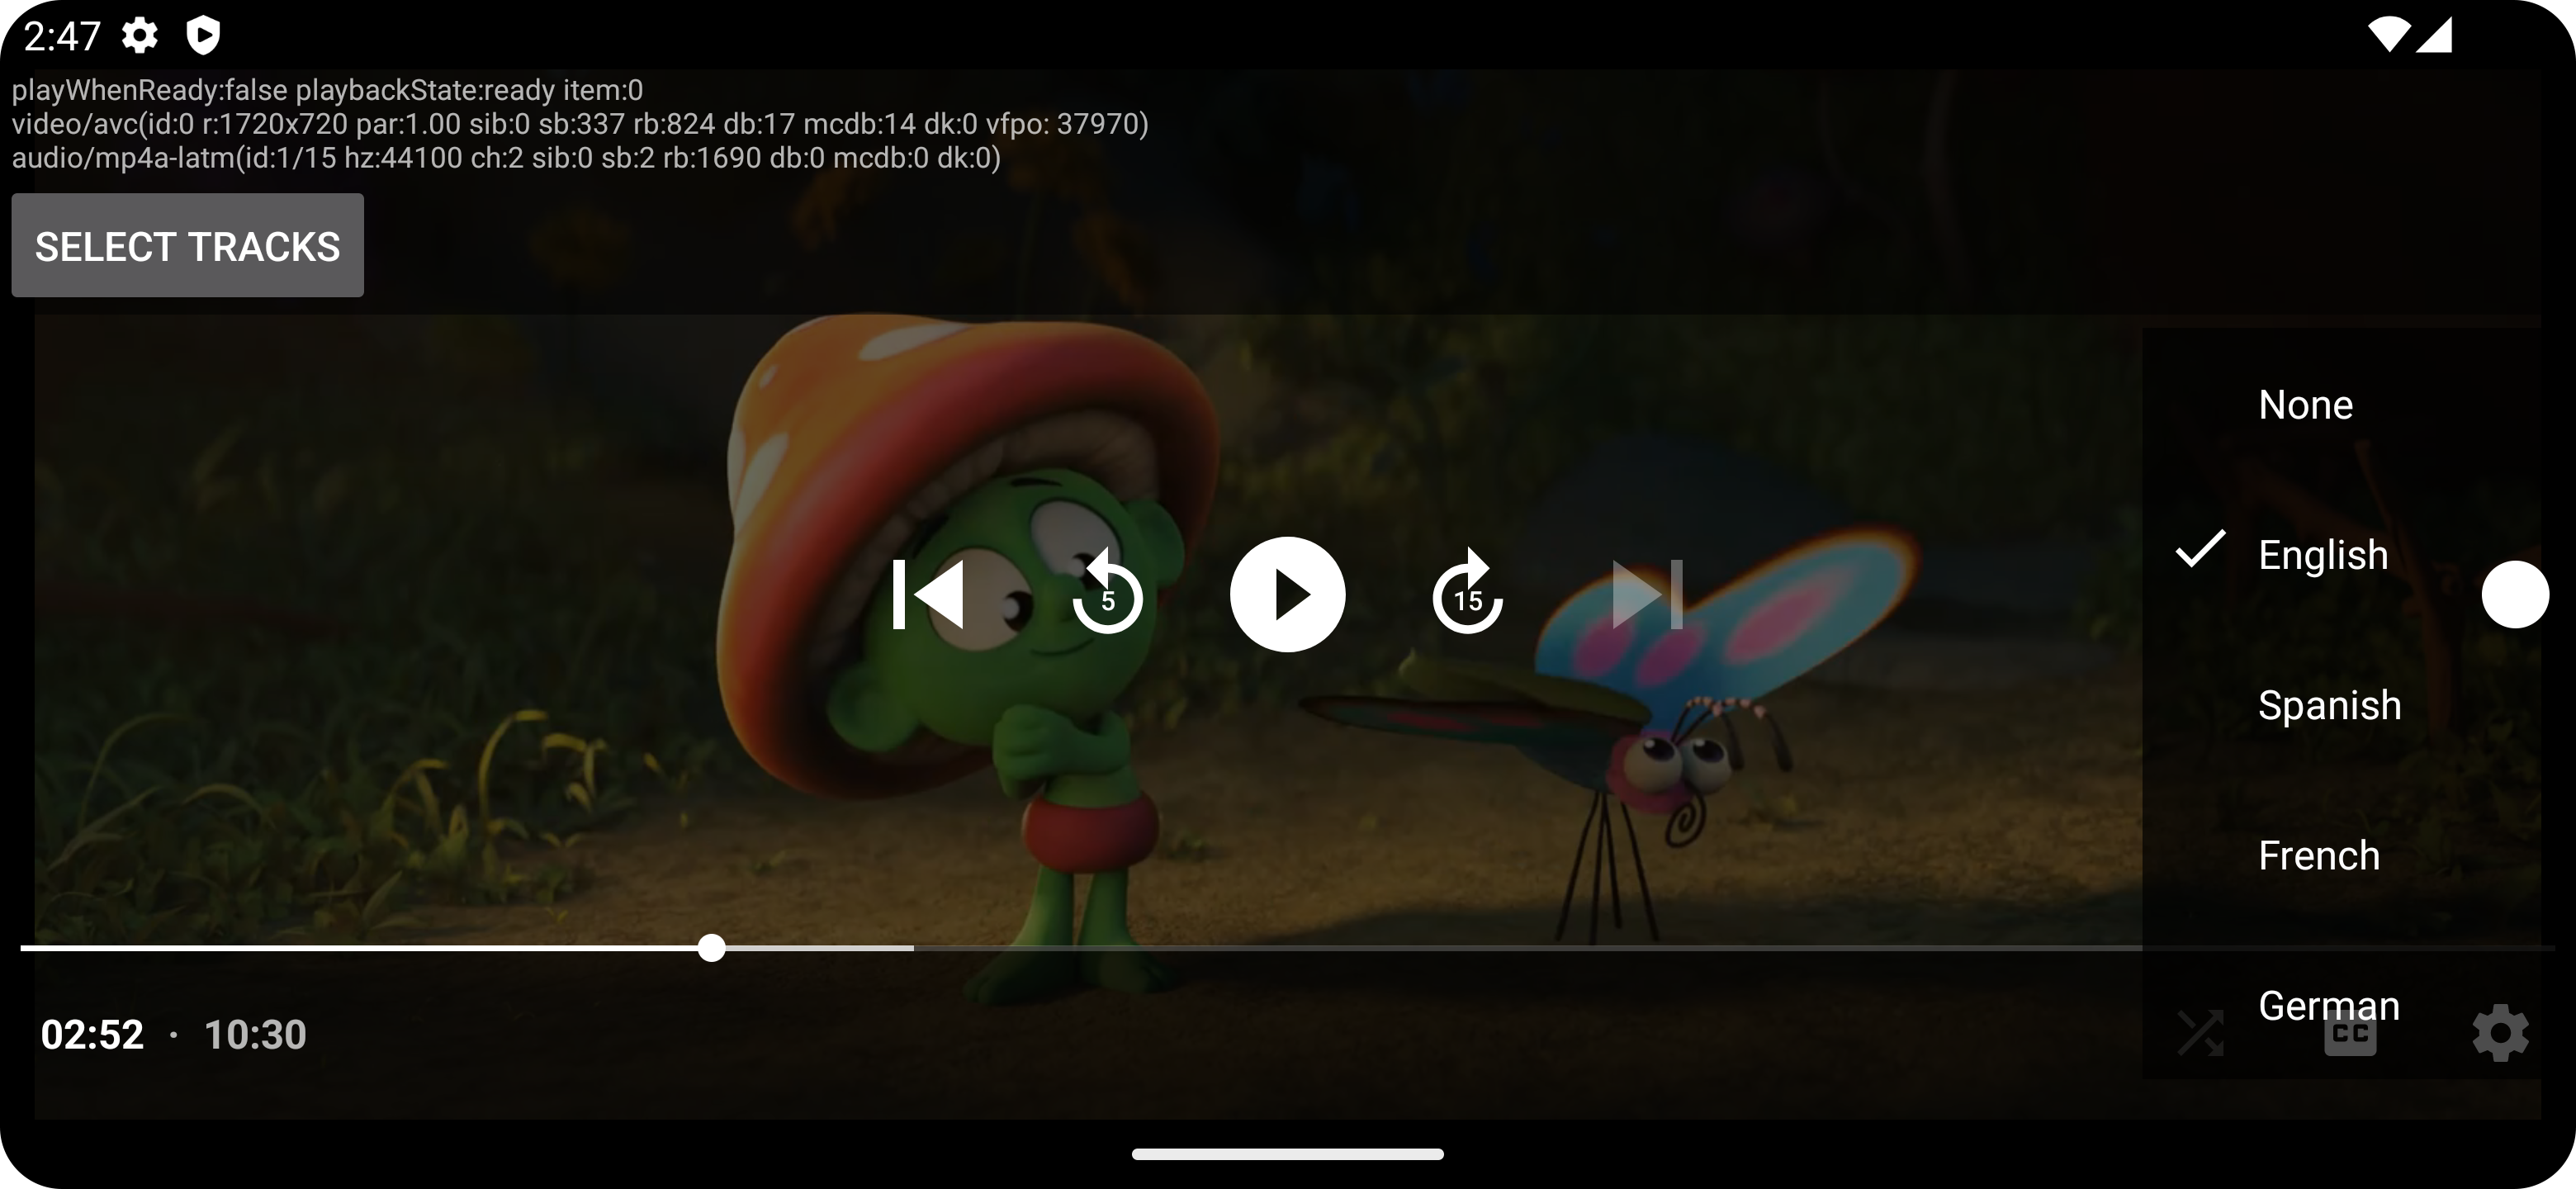 2:47
playWhenReady:false playbackState:ready item:0
video/avc(id:0 r:1720x720 par:1.00 sib:0 sb:337 rb:824 db:17 mcdb:14 dk:0 vfpo: 37970)
audio/mp4a-latm(id:1/15 hz:44100 ch:2 sib:0 sb:2 rb:1690 db:0 mcdb:0 dk:0)
SELECT TRACKS
None
English
Spanish
French
German
5
15
02:52 · 10:30
CC